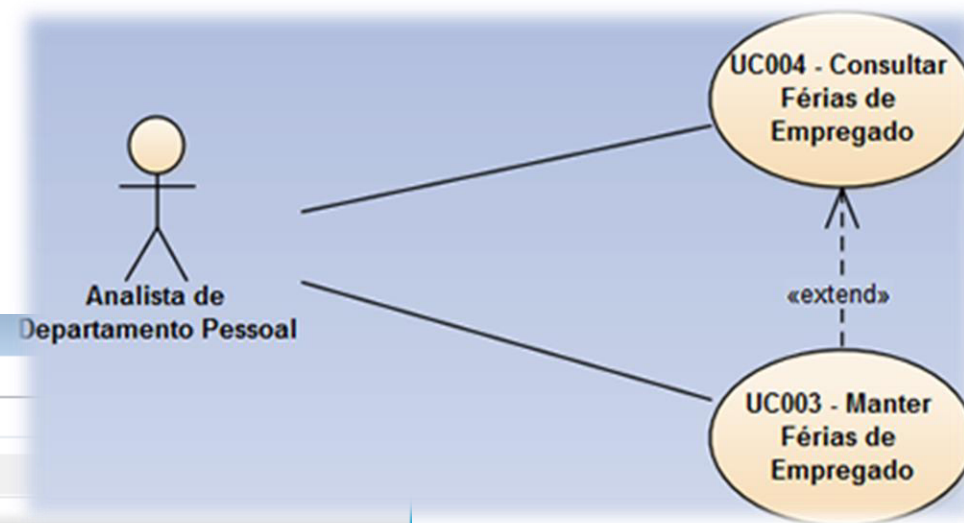 UC004 - Consultar
Férias de
Empregado
Analista de
Departamento Pessoal
«extend»
UC003 - Manter
Férias de
Empregado